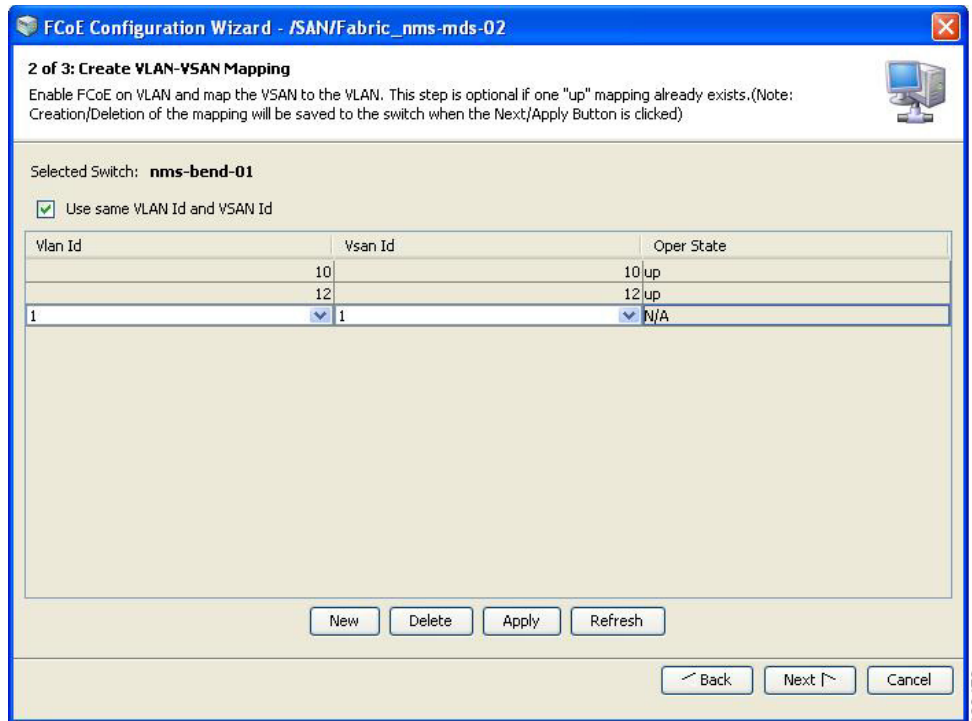 FCoE Configuration Wizard - /SAN/Fabric_nms-mds-02
2 of 3: Create VLAN-VSAN Mapping
Enable FCoE on VLAN and map the VSAN to the VLAN. This step is optional if one "up" mapping already exists.(Note:
Creation/Deletion of the mapping will be saved to the switch when the Next/Apply Button is clicked)
Selected Switch: nms-bend-01
Use same VLAN Id and VSAN Id
Vlan Id Vsan Id Oper State
10 10 up
12 12 up
1 1 N/A
New Delete Apply Refresh
Back Next Cancel